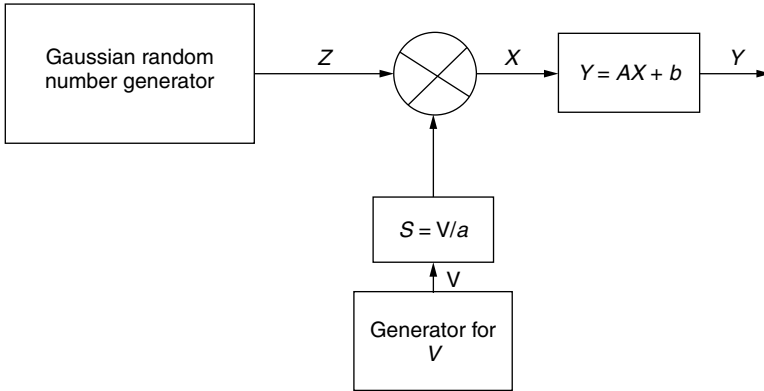 Gaussian random
number generator
Z
X
Y = AX + b
Y
S = V/a
V
Generator for
V